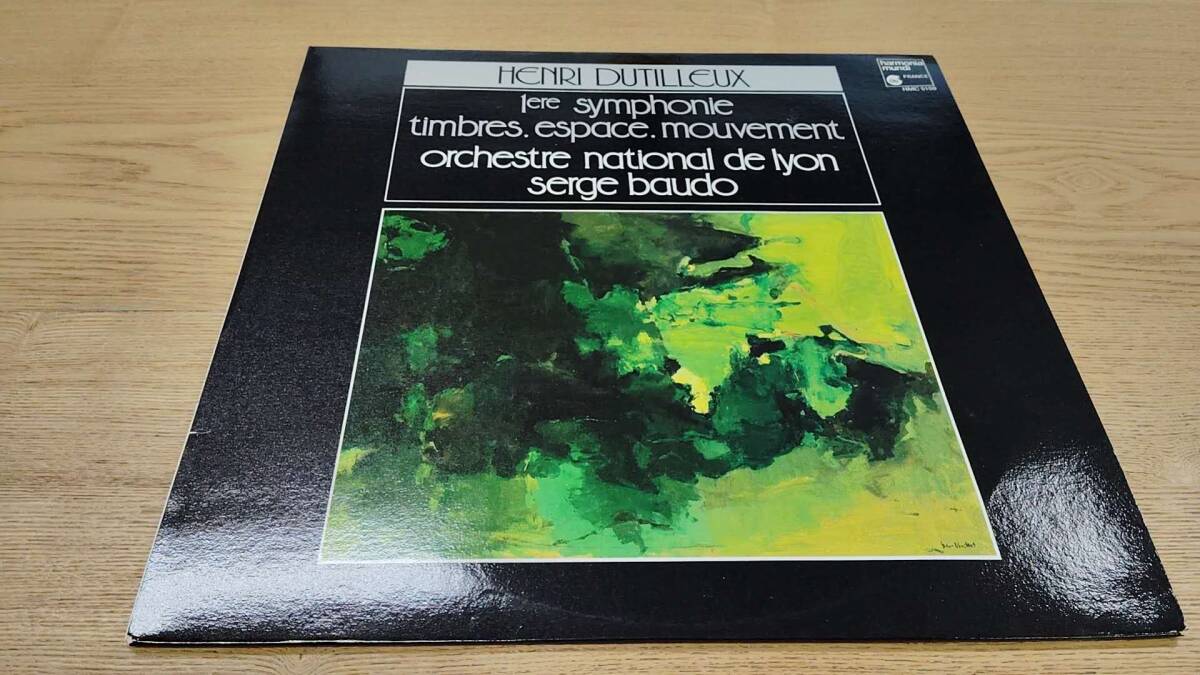 HENRI DUTILLEUX
1ere symphonie
timbres. espace. mouvement
orchestre national de lyon
serge baudo
harmonia
mundi
FRANCE